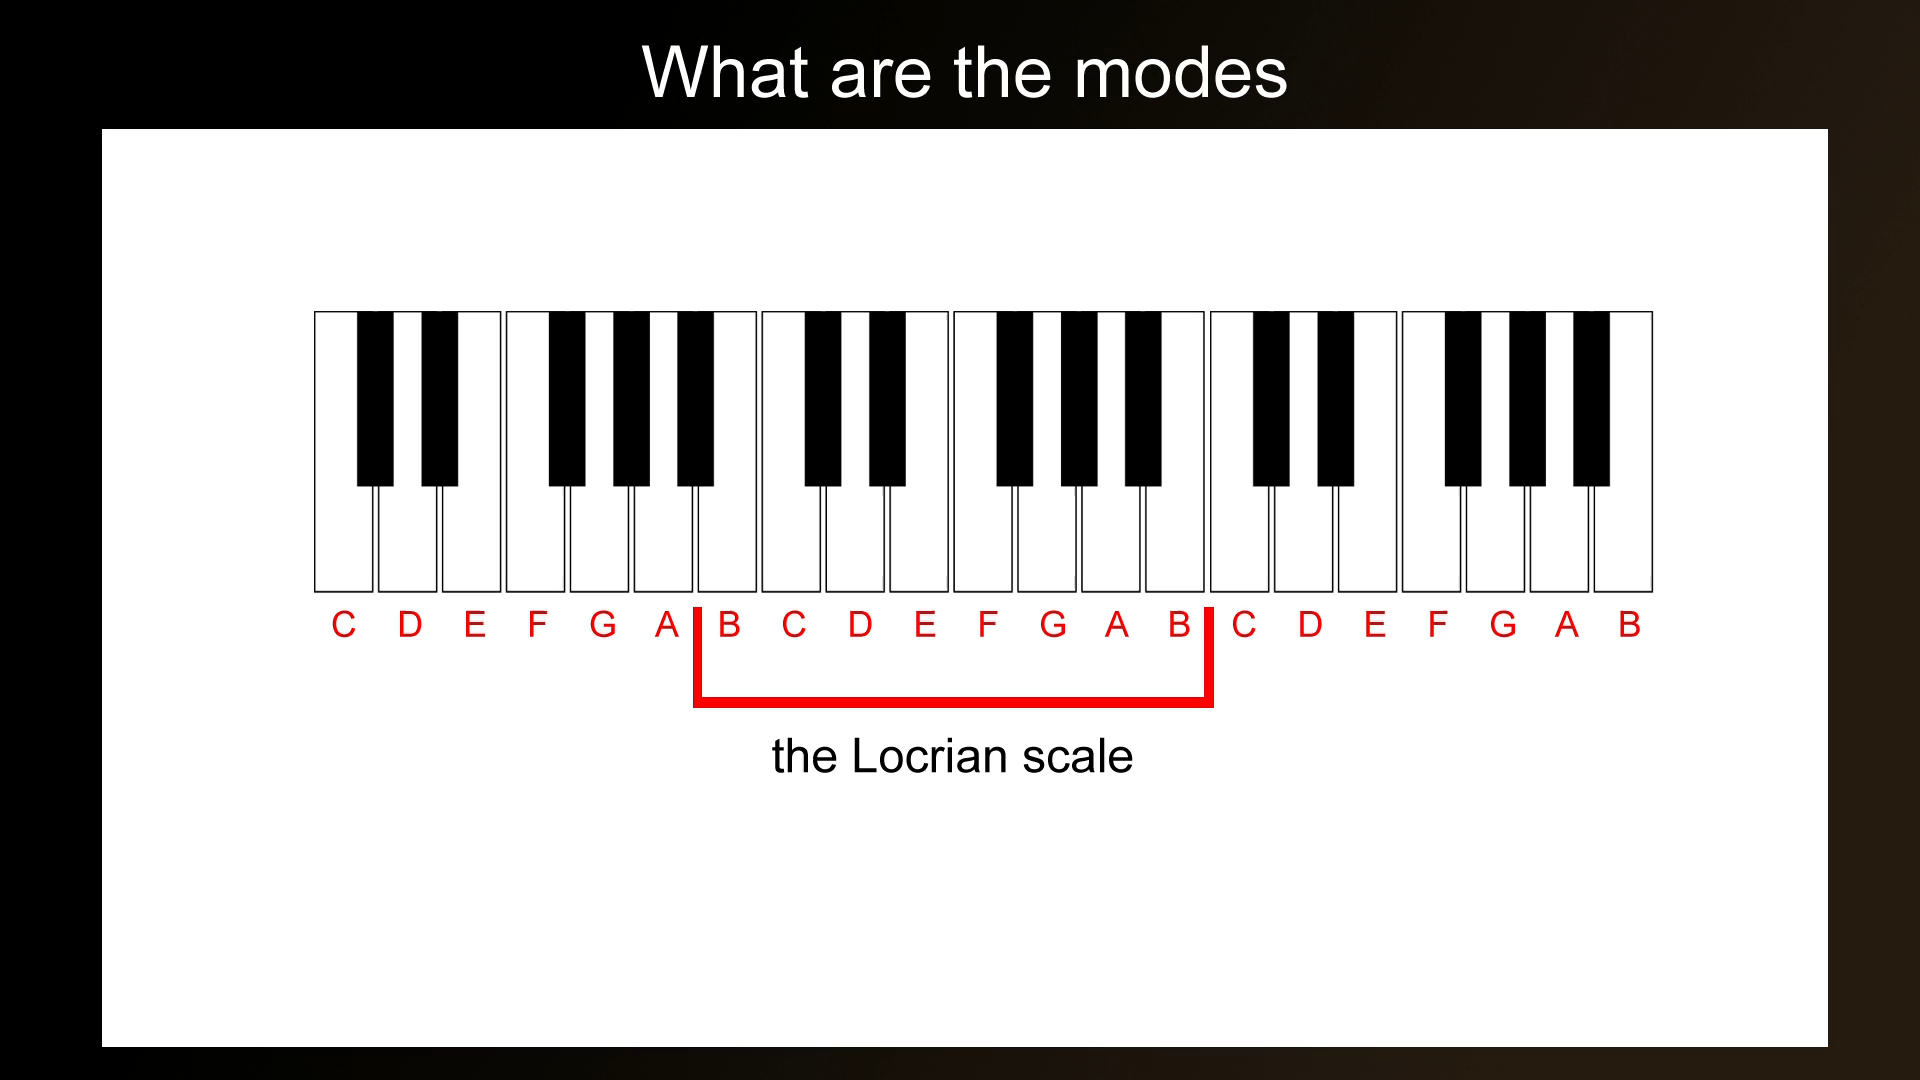 What are the modes
C D E F G A B C D E F G A B C D E F G A B
the Locrian scale